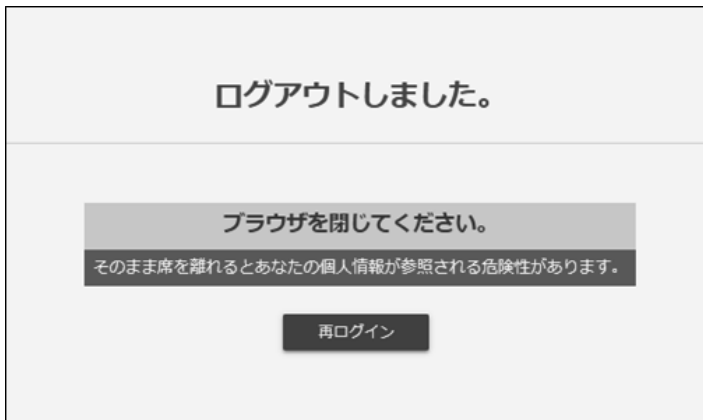 ログアウトしました。
ブラウザを閉じてください。
そのまま席を離れるとあなたの個人情報が参照される危険性があります。
再ログイン